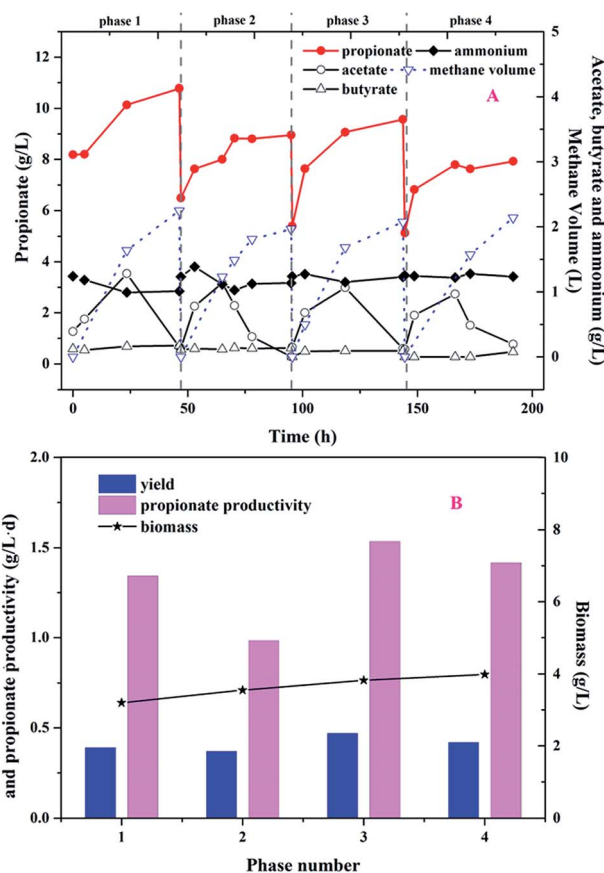 phase 1 phase 2 phase 3 phase 4
12
10
8
6
4
2
0
Propionate (g/L)
propionate ammonium
acetate methane volume
butyrate
A
5
4
3
2
1
0
Acetate, butyrate and ammonium (g/L)
Methane Volume (L)
0 50 100 150 200
Time (h)
2.0
1.5
1.0
0.5
0.0
and propionate productivity (g/L·d)
yield
propionate productivity
biomass
B
10
8
6
4
2
0
Biomass (g/L)
1 2 3 4
Phase number